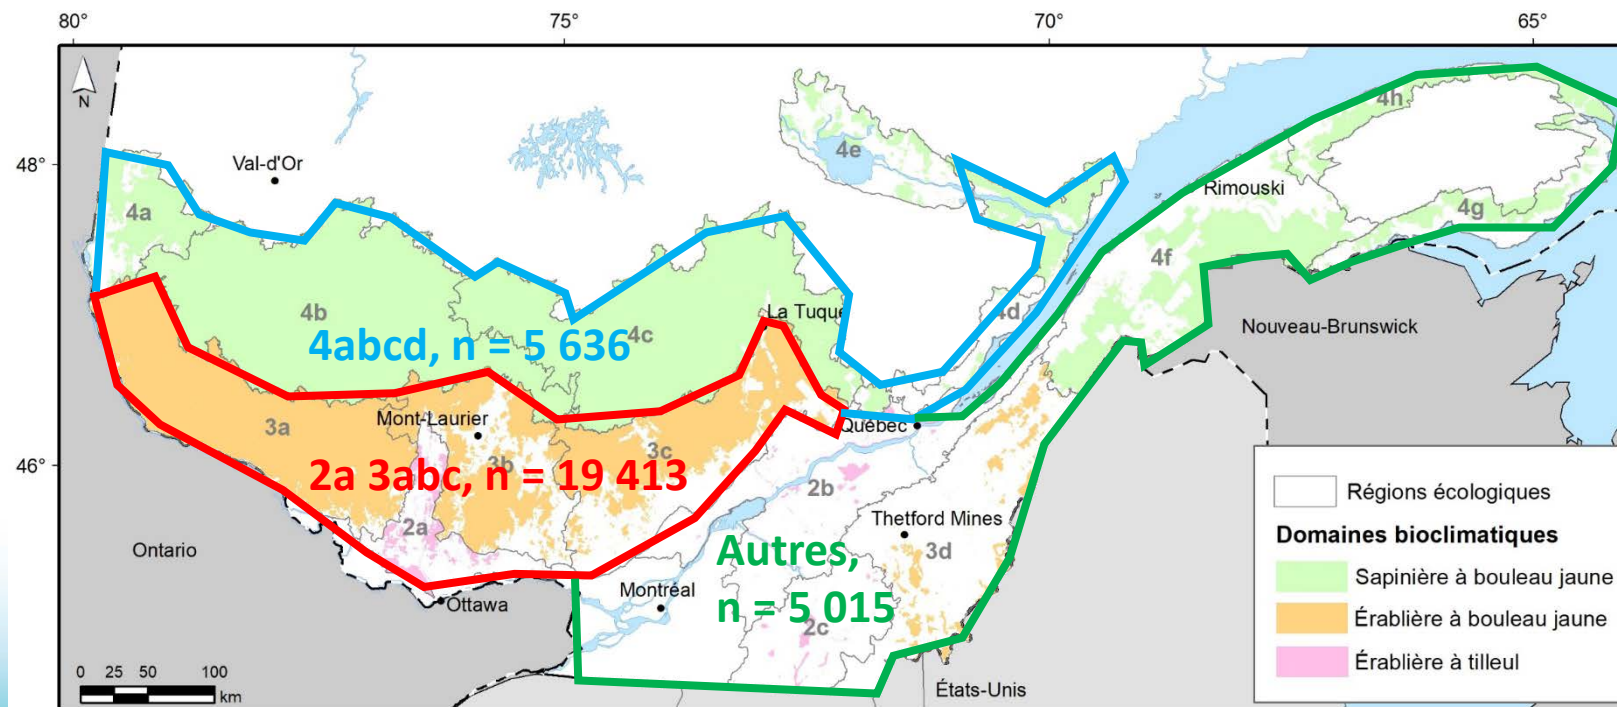 80°
75°
70°
65°
N
48°
46°
Val-d'Or
4a
4b
4c
4d
4e
4f
4g
4h
Rimouski
La Tuque
Nouveau-Brunswick
4abcd, n = 5 636
Mont-Laurier
3a
3b
3c
2a 3abc, n = 19 413
Québec
2a
2b
Thetford Mines
3d
Autres,
n = 5 015
2c
Ontario
Ottawa
Montréal
États-Unis
0 25 50 100
km
Régions écologiques
Domaines bioclimatiques
Sapinière à bouleau jaune
Érablière à bouleau jaune
Érablière à tilleul